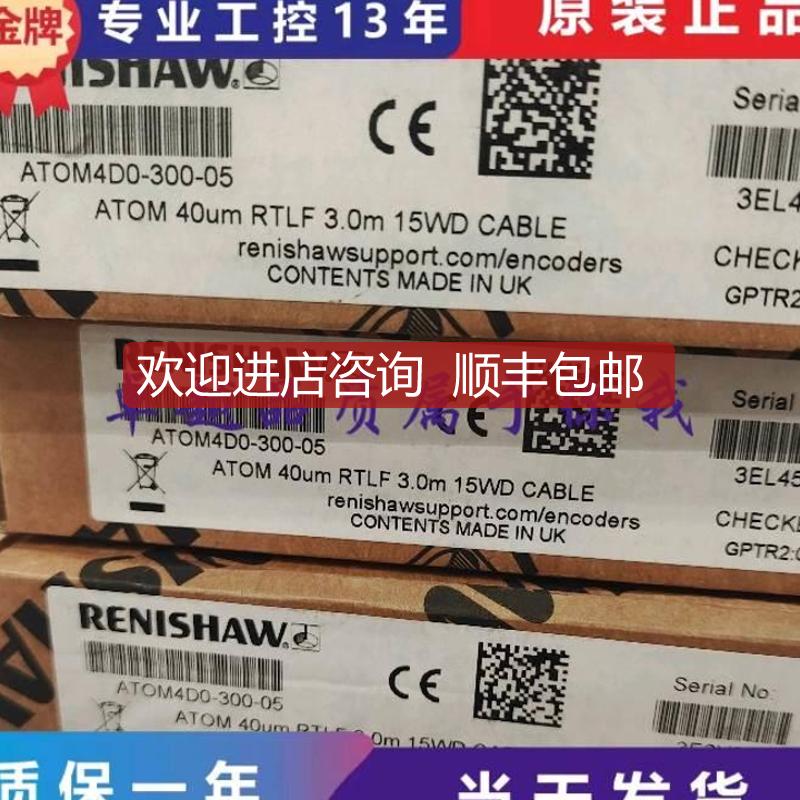 金牌
专业工控13年
原装正品
RENISHAW
CE
Seria
ATOM4D0-300-05
3EL4
ATOM 40um RTLF 3.0m 15WD CABLE
renishawsupport.com/encoders
CHECK
CONTENTS MADE IN UK
GPTR2
欢迎进店咨询 顺丰包邮
Serial
ATOM4D0-300-05
3EL45
ATOM 40um RTLF 3.0m 15WD CABLE
renishawsupport.com/encoders
CHECK
CONTENTS MADE IN UK
GPTR2:
RENISHAW
CE
Serial No:
ATOM4D0-300-05
ATOM 40um RTLF 3.0m 15WD
质保一年
当天发货